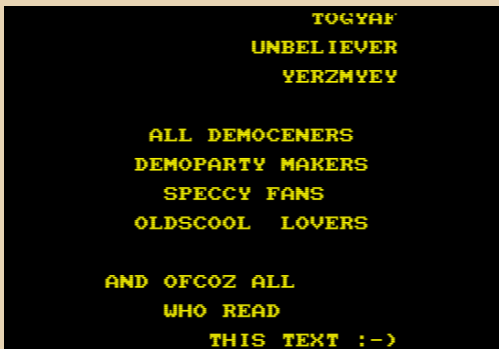 TOGYAF
UNBELIEVER
YERZMYEY
ALL DEMOCENERS
DEMOPARTY MAKERS
SPECCY FANS
OLDSCOOL LOVERS
AND OFCOZ ALL
WHO READ
THIS TEXT :-)